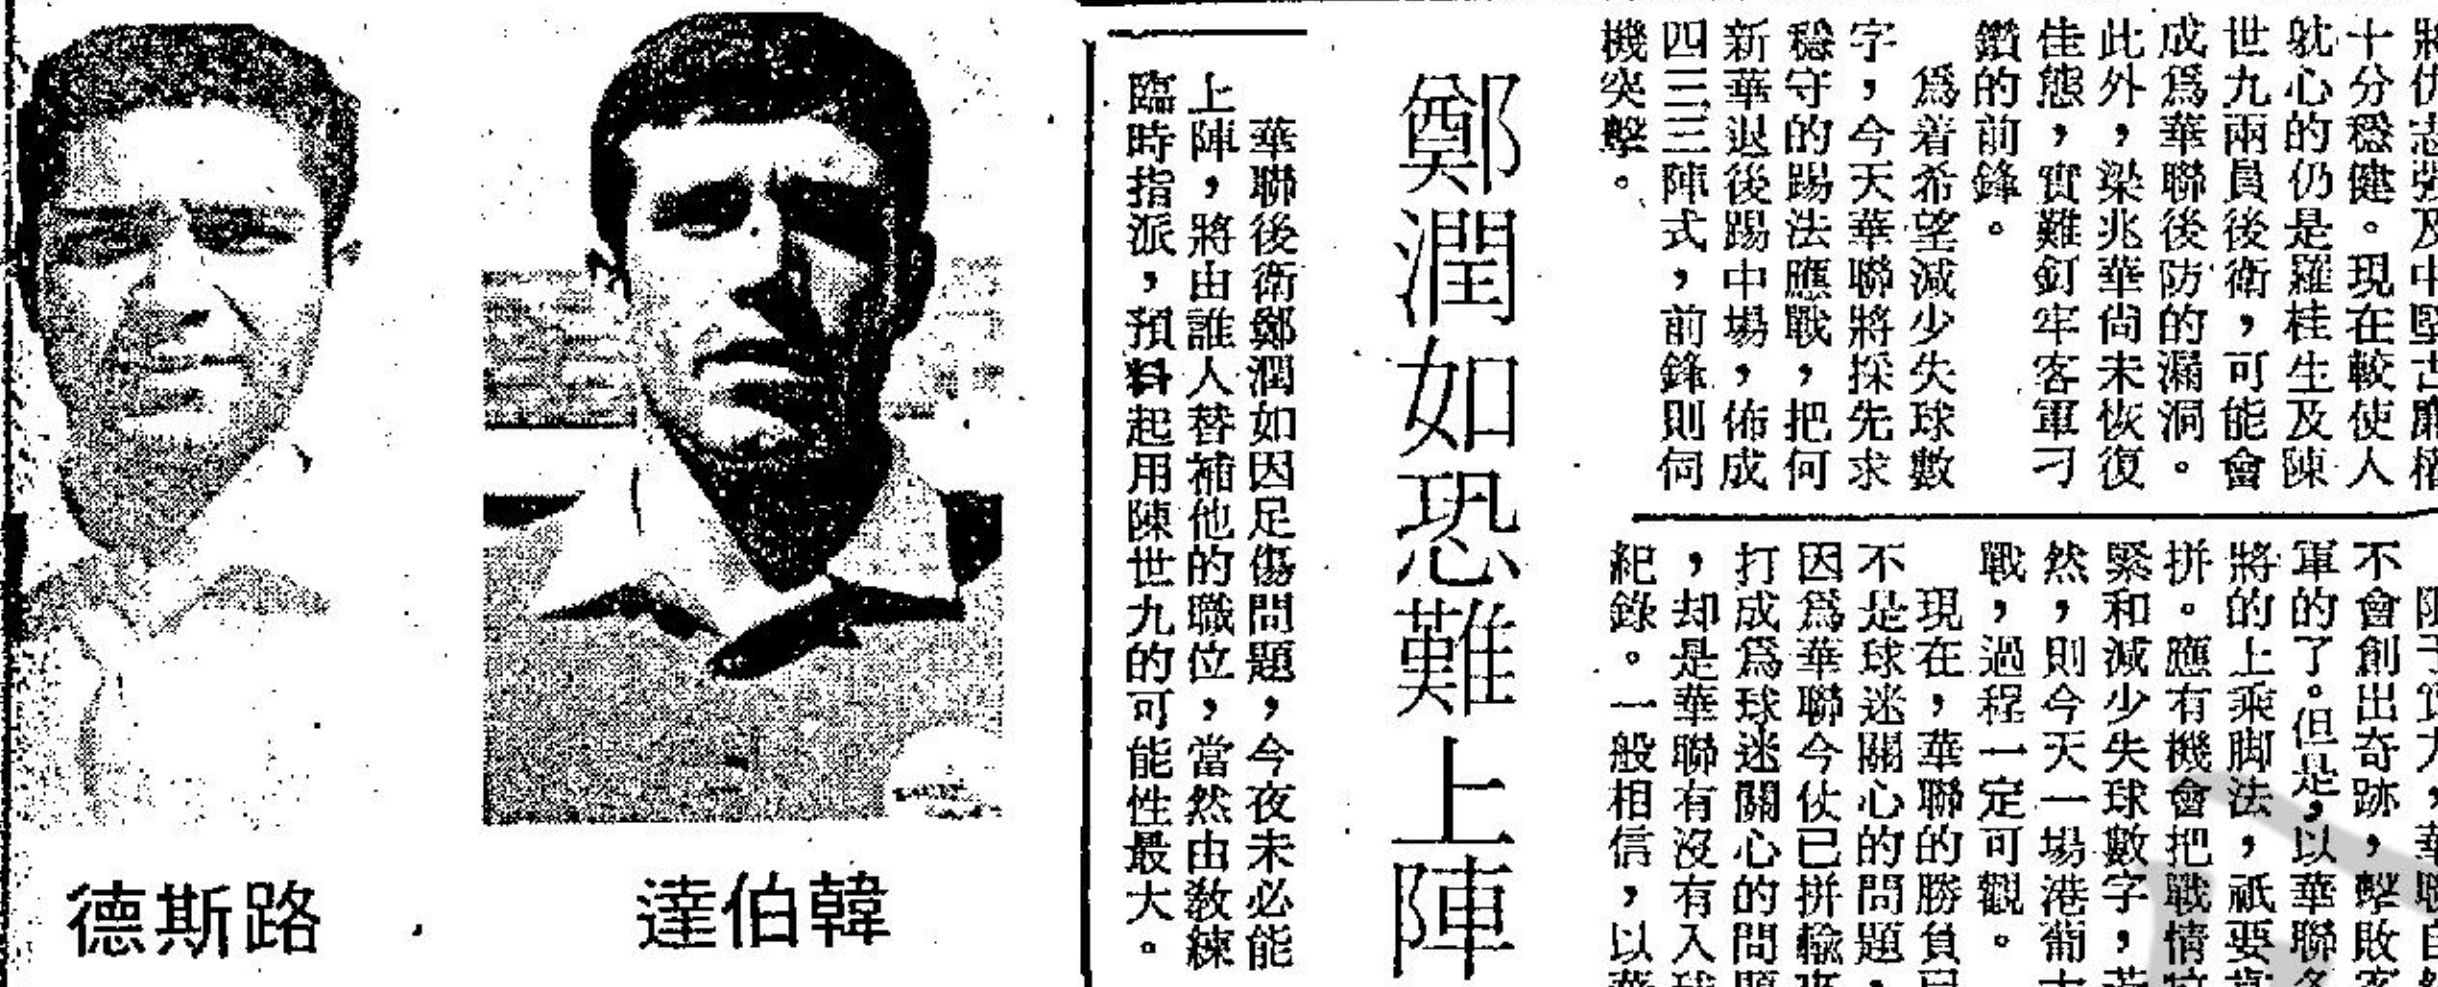 十分穩健。現在較使人
躭心的仍是羅桂生及陳
世九兩員後衛，可能會
成爲華聯後防的漏洞。
此外，梁兆華尙未恢復
佳態，實難釘牢客軍刁
鑽的前鋒。
爲着希望減少失球數
字，今天華聯將採先求
穩守的踢法應戰，把何
新華退後踢中場，佈成
四三三陣式，前鋒則伺
機突擊。
不會創出奇跡，擊敗客
軍的了。但是，以華聯各
將的上乘脚法，祇要肯
拼。應有機會把戰情拉
緊和減少失球數字，若
然，則今天一場港葡大
戰，過程一定可觀。
現在，華聯的勝負已
不是球迷關心的問題，
因爲華聯今仗已拼輸來
打成爲球迷關心的問題
，却是華聯有沒有入球
紀錄。一般相信，以華
鄭潤如恐難上陣
華聯後衛鄭潤如因足傷問題，今夜未必能
上陣，將由誰人替補他的職位，當然由敎練
臨時指派，預料起用陳世九的可能性最大。
韓伯達
路斯德